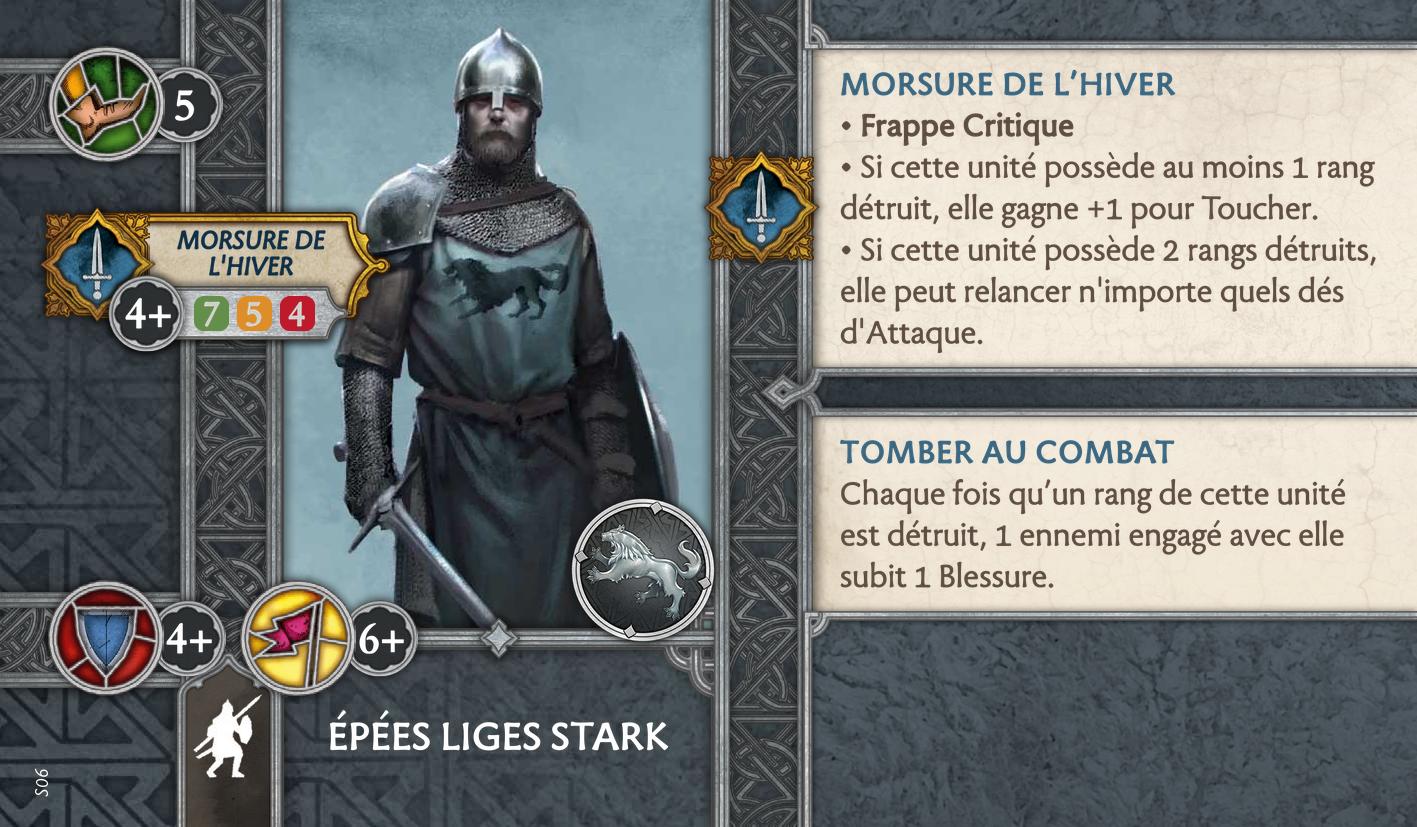 5
MORSURE DE
L'HIVER
4+ 7 5 4
4+ 6+
ÉPÉES LIGES STARK
S06
MORSURE DE L’HIVER
• Frappe Critique
• Si cette unité possède au moins 1 rang
détruit, elle gagne +1 pour Toucher.
• Si cette unité possède 2 rangs détruits,
elle peut relancer n'importe quels dés
d'Attaque.
TOMBER AU COMBAT
Chaque fois qu’un rang de cette unité
est détruit, 1 ennemi engagé avec elle
subit 1 Blessure.